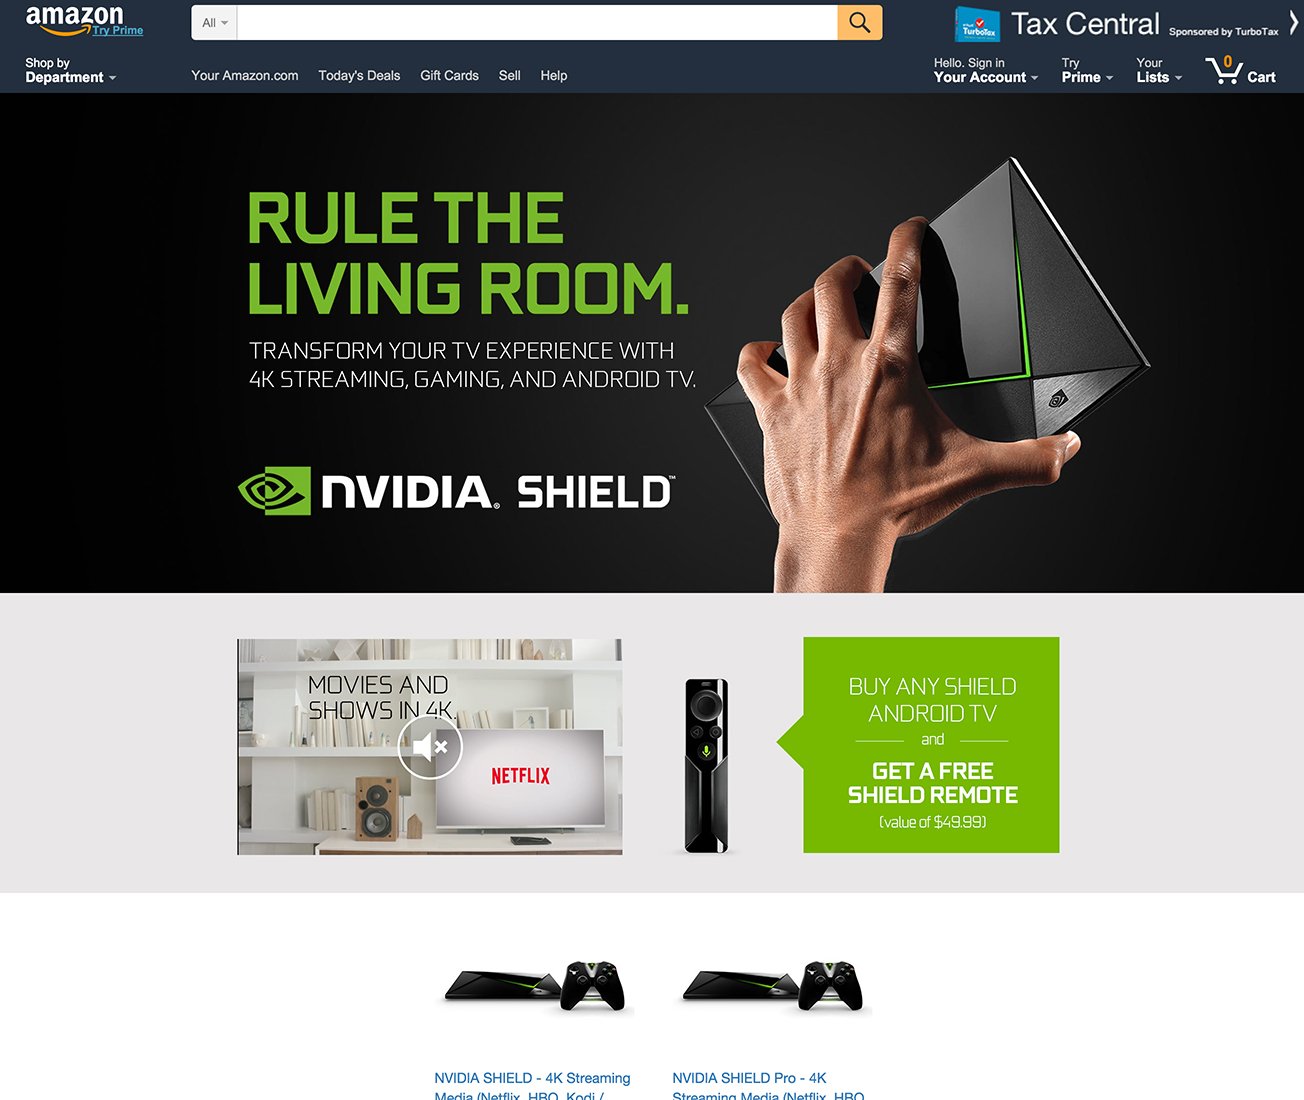 amazon
Try Prime
All
TurboTax
Tax Central
Sponsored by TurboTax
Shop by
Department
Your Amazon.com
Today's Deals
Gift Cards
Sell
Help
Hello. Sign in
Your Account
Try
Prime
Your
Lists
0
Cart
RULE THE
LIVING ROOM.
TRANSFORM YOUR TV EXPERIENCE WITH
4K STREAMING, GAMING, AND ANDROID TV.
NVIDIA. SHIELD™
MOVIES AND
SHOWS IN 4K.
NETFLIX
BUY ANY SHIELD
ANDROID TV
and
GET A FREE
SHIELD REMOTE
(value of $49.99)
NVIDIA SHIELD - 4K Streaming
Media (Netflix, HBO, Kodi /
NVIDIA SHIELD Pro - 4K
Streaming Media (Netflix, HBO